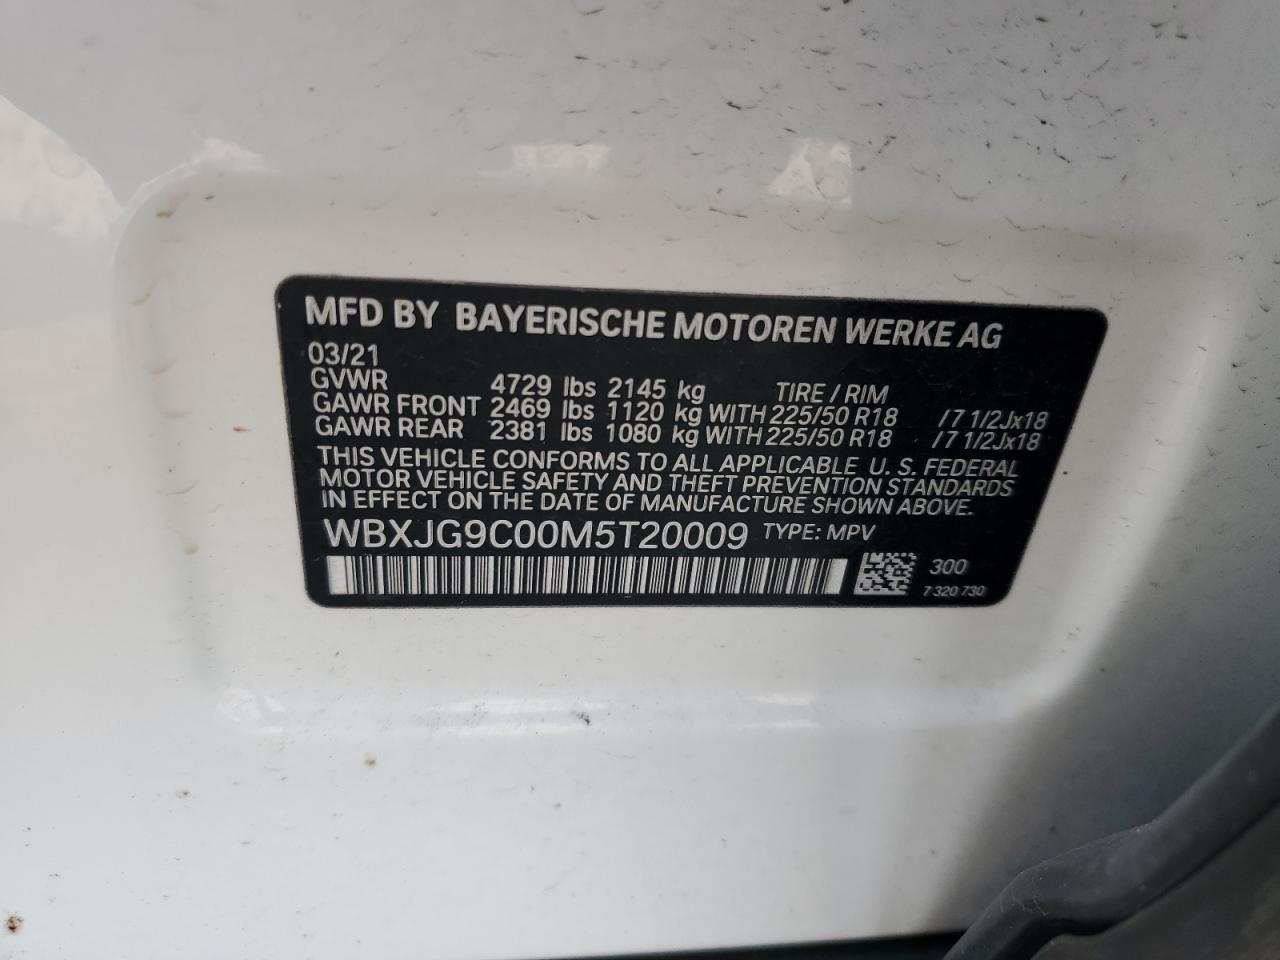 MFD BY BAYERISCHE MOTOREN WERKE AG
03/21
GVWR 4729 lbs 2145 kg TIRE / RIM
GAWR FRONT 2469 lbs 1120 kg WITH 225/50 R18 /7 1/2Jx18
GAWR REAR 2381 lbs 1080 kg WITH 225/50 R18 /7 1/2Jx18
THIS VEHICLE CONFORMS TO ALL APPLICABLE U. S. FEDERAL
MOTOR VEHICLE SAFETY AND THEFT PREVENTION STANDARDS
IN EFFECT ON THE DATE OF MANUFACTURE SHOWN ABOVE.
WBXJG9C00M5T20009 TYPE: MPV
300
7 320 730